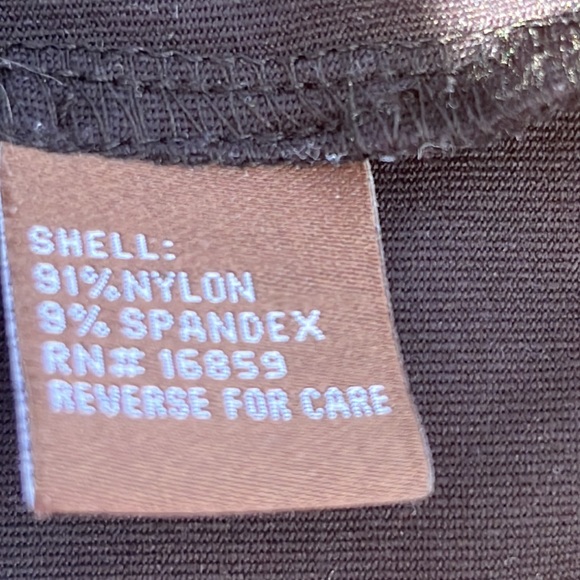 SHELL:
91%NYLON
9% SPANDEX
RN# 16859
REVERSE FOR CARE